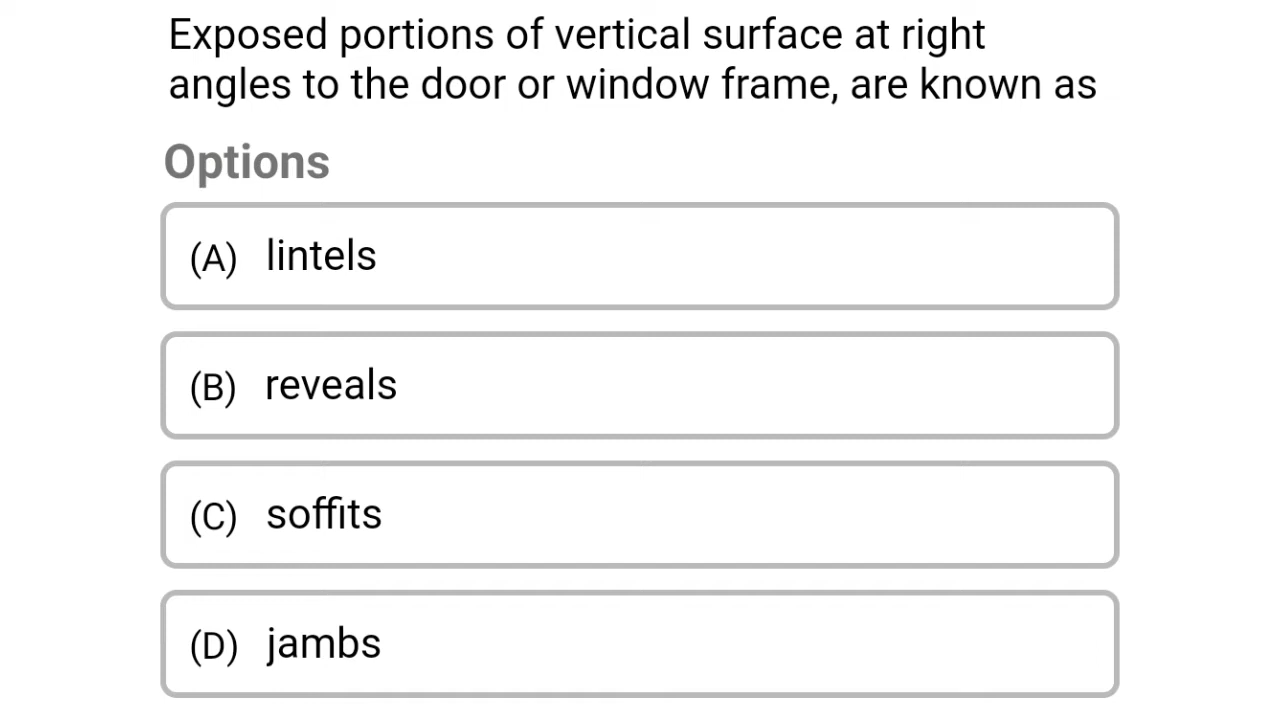 Exposed portions of vertical surface at right
angles to the door or window frame, are known as
Options
(A) lintels
(B) reveals
(C) soffits
(D) jambs